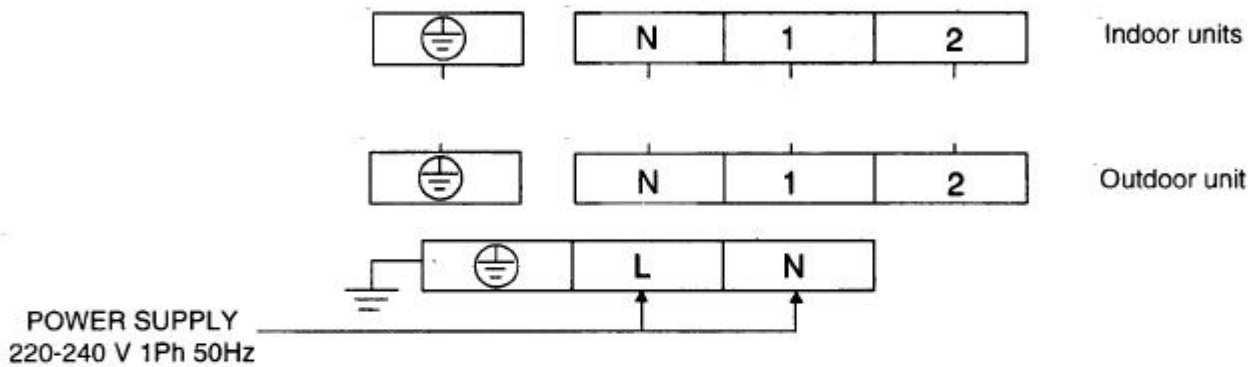 N 1 2 Indoor units
N 1 2 Outdoor unit
L N
POWER SUPPLY
220-240 V 1Ph 50Hz